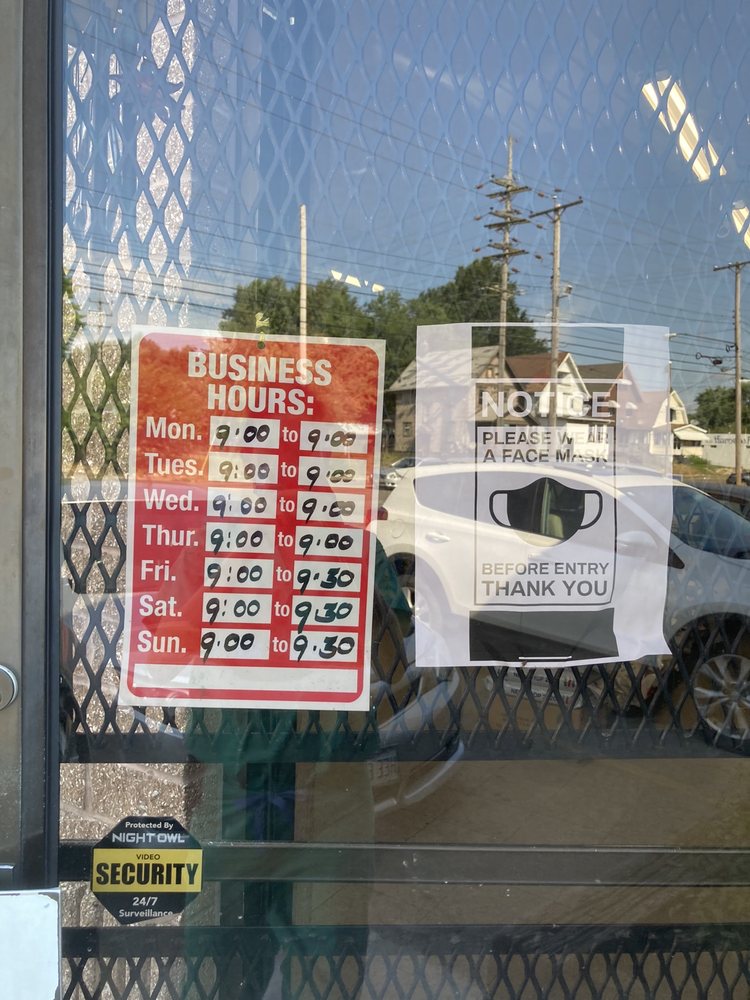 BUSINESS
HOURS:
Mon. 9:00 to 9:00
Tues. 9:00 to 9:00
Wed. 9:00 to 9:00
Thur. 9:00 to 9:00
Fri. 9:00 to 9:30
Sat. 9:00 to 9:30
Sun. 9:00 to 9:30
NOTICE
PLEASE WEAR
A FACE MASK
BEFORE ENTRY
THANK YOU
Protected By
NIGHT OWL
VIDEO
SECURITY
24/7
Surveillance